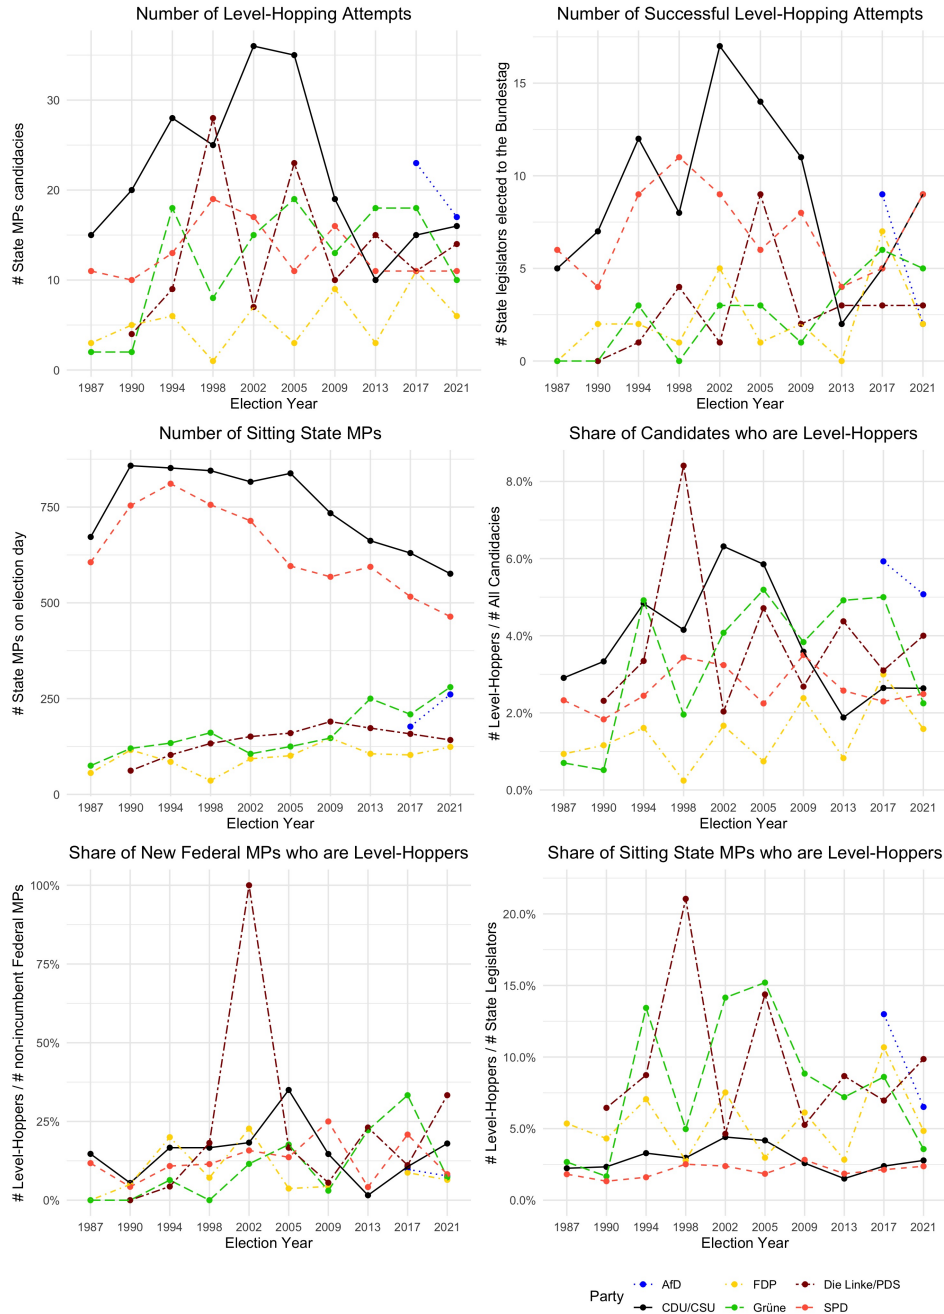 Number of Level-Hopping Attempts
# State MPs candidacies
30
20
10
0
1987 1990 1994 1998 2002 2005 2009 2013 2017 2021
Election Year
Number of Successful Level-Hopping Attempts
# State legislators elected to the Bundestag
15
10
5
0
1987 1990 1994 1998 2002 2005 2009 2013 2017 2021
Election Year
Number of Sitting State MPs
# State MPs on election day
750
500
250
0
1987 1990 1994 1998 2002 2005 2009 2013 2017 2021
Election Year
Share of Candidates who are Level-Hoppers
# Level-Hoppers / # All Candidacies
8.0%
6.0%
4.0%
2.0%
0.0%
1987 1990 1994 1998 2002 2005 2009 2013 2017 2021
Election Year
Share of New Federal MPs who are Level-Hoppers
# Level-Hoppers / # non-incumbent Federal MPs
100%
75%
50%
25%
0%
1987 1990 1994 1998 2002 2005 2009 2013 2017 2021
Election Year
Share of Sitting State MPs who are Level-Hoppers
# Level-Hoppers / # State Legislators
20.0%
15.0%
10.0%
5.0%
0.0%
1987 1990 1994 1998 2002 2005 2009 2013 2017 2021
Election Year
Party
AfD FDP Die Linke/PDS
CDU/CSU Grüne SPD